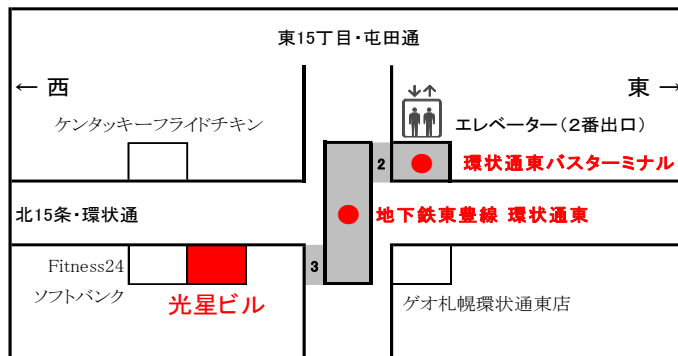 東15丁目・屯田通
← 西
東 →
ケンタッキーフライドチキン
↓↑
エレベーター（2番出口）
2
環状通東バスターミナル
北15条・環状通
地下鉄東豊線 環状通東
3
Fitness24
ソフトバンク
光星ビル
ゲオ札幌環状通東店